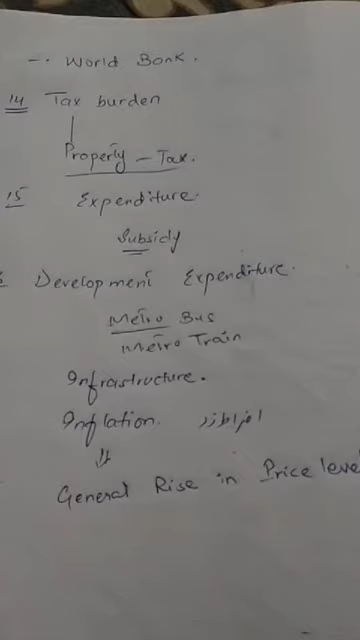 -. World Bank.
14 Tax burden
Property - Tax.
15 Expenditure.
Subsidy
Development Expenditure.
Metro Bus
Metro Train
Infrastructure.
Inflation. افراط زر
General Rise in Price level